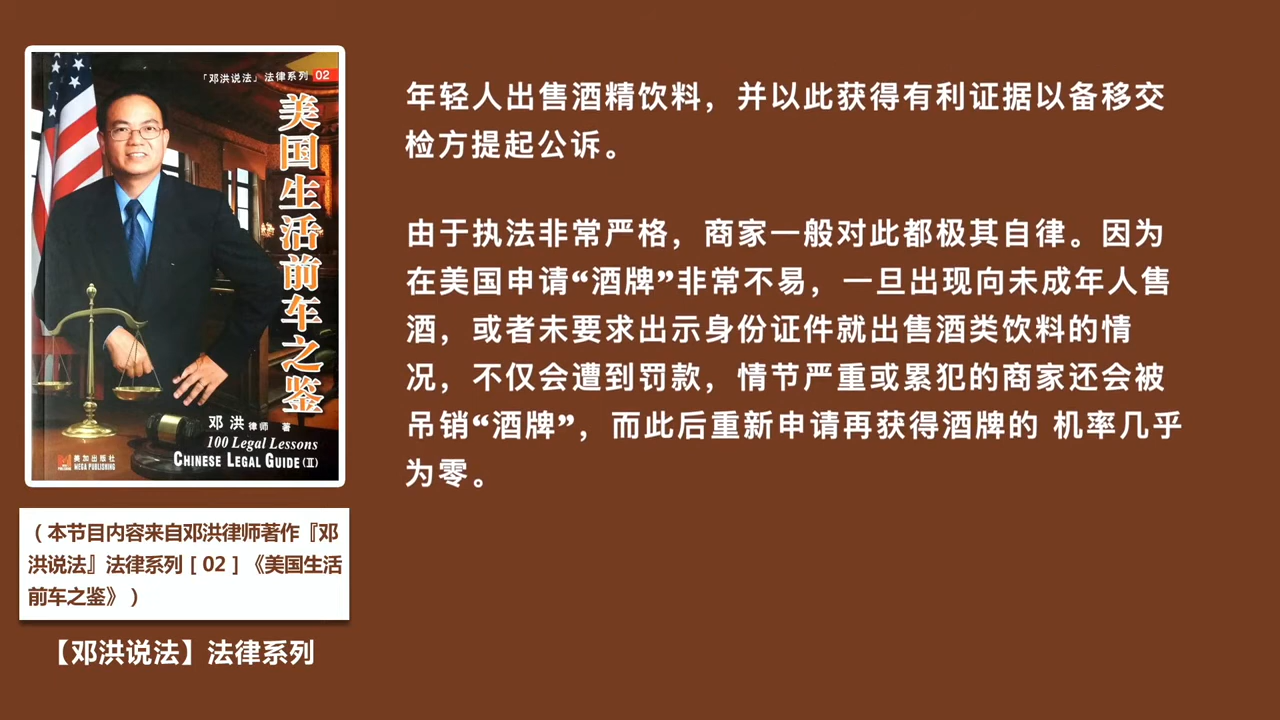 「邓洪说法」法律系列 02
美国生活前车之鉴
邓洪 律师 著
100 Legal Lessons
CHINESE LEGAL GUIDE (II)
美加出版社
MEGA PUBLISHING
（本节目内容来自邓洪律师著作『邓
洪说法』法律系列［02］《美国生活
前车之鉴》）
【邓洪说法】法律系列
年轻人出售酒精饮料，并以此获得有利证据以备移交
检方提起公诉。
由于执法非常严格，商家一般对此都极其自律。因为
在美国申请“酒牌”非常不易，一旦出现向未成年人售
酒，或者未要求出示身份证件就出售酒类饮料的情
况，不仅会遭到罚款，情节严重或累犯的商家还会被
吊销“酒牌”，而此后重新申请再获得酒牌的 机率几乎
为零。